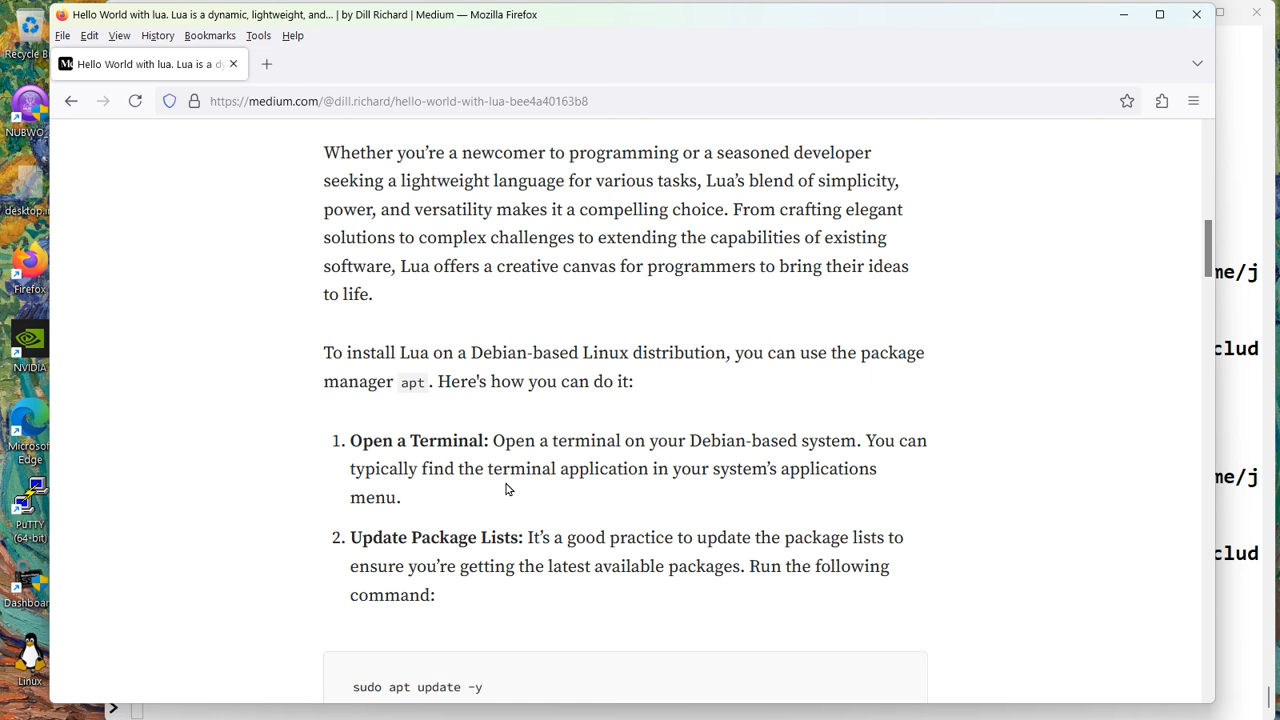 Hello World with lua. Lua is a dynamic, lightweight, and... | by Dill Richard | Medium — Mozilla Firefox
File Edit View History Bookmarks Tools Help
Hello World with lua. Lua is a d
https://medium.com/@dill.richard/hello-world-with-lua-bee4a40163b8
Whether you're a newcomer to programming or a seasoned developer
seeking a lightweight language for various tasks, Lua's blend of simplicity,
power, and versatility makes it a compelling choice. From crafting elegant
solutions to complex challenges to extending the capabilities of existing
software, Lua offers a creative canvas for programmers to bring their ideas
to life.
To install Lua on a Debian-based Linux distribution, you can use the package
manager apt. Here's how you can do it:
1. Open a Terminal: Open a terminal on your Debian-based system. You can
typically find the terminal application in your system's applications
menu.
2. Update Package Lists: It's a good practice to update the package lists to
ensure you're getting the latest available packages. Run the following
command:
sudo apt update -y
Recycle B
NUBWO
desktop.in
Firefox
NVIDIA
Microsof
Edge
PuTTY
(64-bit)
Dashboar
Linux
me/j
clud
me/j
clud
>